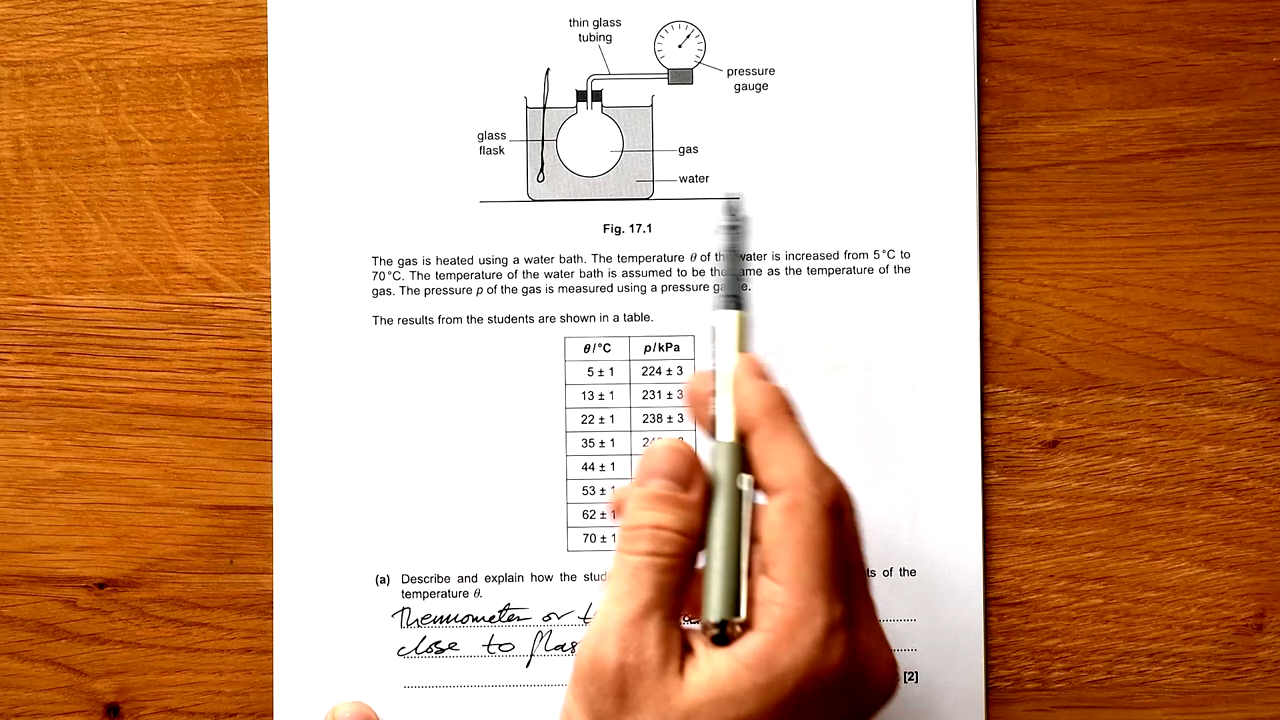 thin glass
tubing
pressure
gauge
glass
flask
gas
water
Fig. 17.1
The gas is heated using a water bath. The temperature θ of the water is increased from 5°C to
70°C. The temperature of the water bath is assumed to be the same as the temperature of the
gas. The pressure p of the gas is measured using a pressure gauge.
The results from the students are shown in a table.
θ/°C p/kPa
5 ± 1 224 ± 3
13 ± 1 231 ± 3
22 ± 1 238 ± 3
35 ± 1
44 ± 1
53 ± 1
62 ± 1
70 ± 1
(a) Describe and explain how the of the
temperature θ.
Thermometer or
close to
[2]